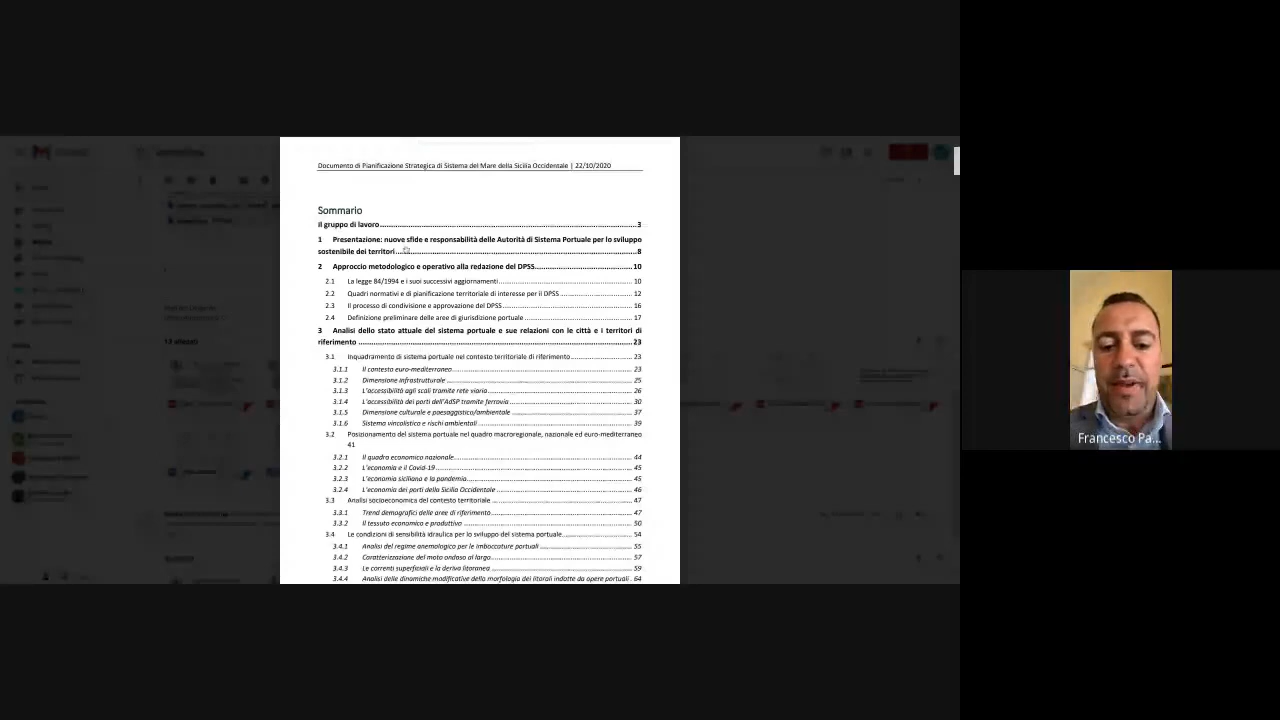 Documento di Pianificazione Strategica di Sistema del Mare della Sicilia Occidentale | 22/10/2020
Sommario
Il gruppo di lavoro 3
1 Presentazione: nuove sfide e responsabilità delle Autorità di Sistema Portuale per lo sviluppo
sostenibile dei territori 8
2 Approccio metodologico e operativo alla redazione del DPSS 10
2.1 La legge 84/1994 e i suoi successivi aggiornamenti 10
2.2 Quadri normativi e di pianificazione territoriale di interesse per il DPSS 12
2.3 Il processo di condivisione e approvazione del DPSS 16
2.4 Definizione preliminare delle aree di giurisdizione portuale 17
3 Analisi dello stato attuale del sistema portuale e sue relazioni con le città e i territori di
riferimento 23
3.1 Inquadramento di sistema portuale nel contesto territoriale di riferimento 23
3.1.1 Il contesto euro-mediterraneo 23
3.1.2 Dimensione infrastrutturale 25
3.1.3 L'accessibilità agli scali tramite rete viaria 26
3.1.4 L'accessibilità dei porti dell'AdSP tramite ferrovia 30
3.1.5 Dimensione culturale e paesaggistico/ambientale 37
3.1.6 Sistema vincolistico e rischi ambientali 39
3.2 Posizionamento del sistema portuale nel quadro macroregionale, nazionale ed euro-mediterraneo
41
3.2.1 Il quadro economico nazionale 44
3.2.2 L'economia e il Covid-19 45
3.2.3 L'economia siciliana e la pandemia 45
3.2.4 L'economia dei porti della Sicilia Occidentale 46
3.3 Analisi socioeconomica del contesto territoriale 47
3.3.1 Trend demografici delle aree di riferimento 47
3.3.2 Il tessuto economico e produttivo 50
3.4 Le condizioni di sensibilità idraulica per lo sviluppo del sistema portuale 54
3.4.1 Analisi del regime anemologico per le imboccature portuali 55
3.4.2 Caratterizzazione del moto ondoso al largo 57
3.4.3 Le correnti superficiali e la deriva litoranea 59
3.4.4 Analisi delle dinamiche modificative della morfologia dei litorali indotte da opere portuali 64
Francesco Pa...